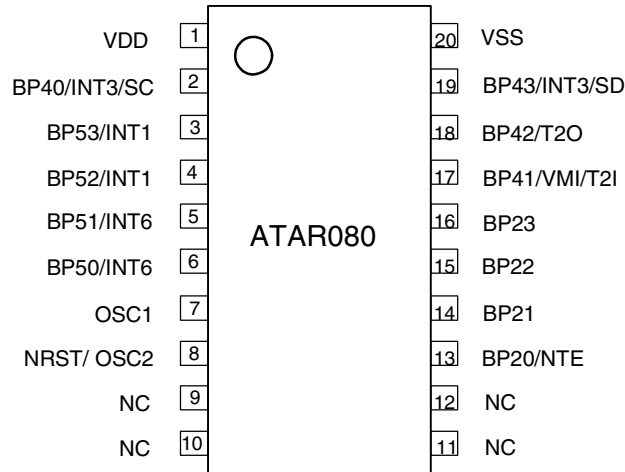 VDD 1 20 VSS
BP40/INT3/SC 2 19 BP43/INT3/SD
BP53/INT1 3 18 BP42/T2O
BP52/INT1 4 17 BP41/VMI/T2I
BP51/INT6 5 16 BP23
ATAR080
BP50/INT6 6 15 BP22
OSC1 7 14 BP21
NRST/ OSC2 8 13 BP20/NTE
NC 9 12 NC
NC 10 11 NC